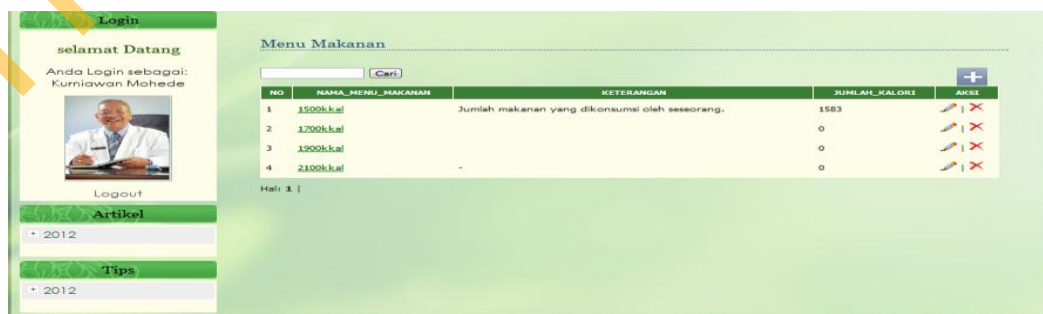 Login
selamat Datang
Anda Login sebagai:
Kurniawan Mohede
Logout
Artikel
+ 2012
Tips
+ 2012
Menu Makanan
Cari
NO NAMA_MENU_MAKANAN KETERANGAN JUMLAH_KALORI AKSI
1 1500kkal Jumlah makanan yang dikonsumsi oleh seseorang. 1583 |
2 1700kkal 0 |
3 1900kkal 0 |
4 2100kkal - 0 |
Hal: 1 |